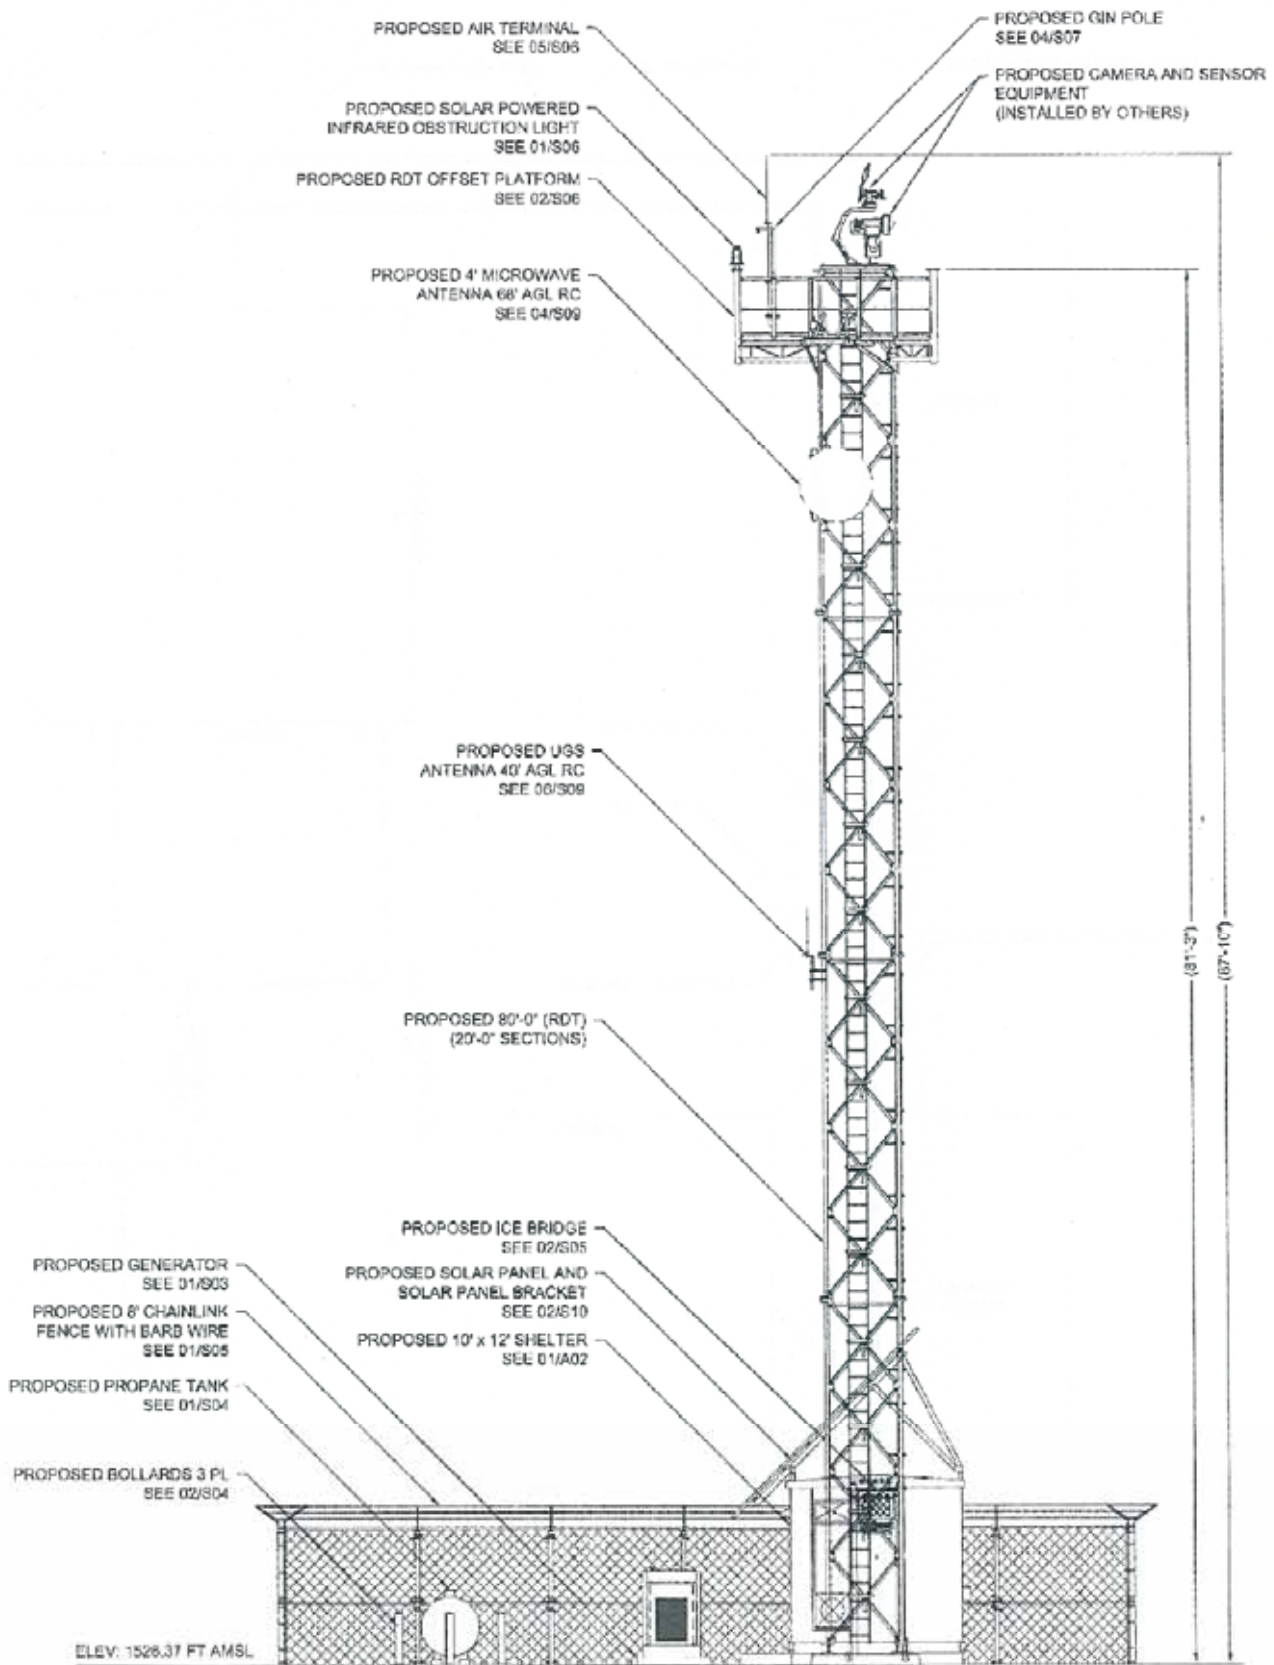 PROPOSED AIR TERMINAL
SEE 05/S06
PROPOSED GIN POLE
SEE 04/S07
PROPOSED CAMERA AND SENSOR
EQUIPMENT
(INSTALLED BY OTHERS)
PROPOSED SOLAR POWERED
INFRARED OBSTRUCTION LIGHT
SEE 01/S06
PROPOSED RDT OFFSET PLATFORM
SEE 02/S06
PROPOSED 4' MICROWAVE
ANTENNA 68' AGL RC
SEE 04/S09
PROPOSED UGS
ANTENNA 40' AGL RC
SEE 06/S09
(81'-3")
(87'-10")
PROPOSED 80'-0" (RDT)
(20'-0" SECTIONS)
PROPOSED ICE BRIDGE
SEE 02/S05
PROPOSED SOLAR PANEL AND
SOLAR PANEL BRACKET
SEE 02/S10
PROPOSED 10' x 12' SHELTER
SEE 01/A02
PROPOSED GENERATOR
SEE 01/S03
PROPOSED 8' CHAINLINK
FENCE WITH BARB WIRE
SEE 01/S05
PROPOSED PROPANE TANK
SEE 01/S04
PROPOSED BOLLARDS 3 PL
SEE 02/S04
ELEV: 1526.37 FT AMSL